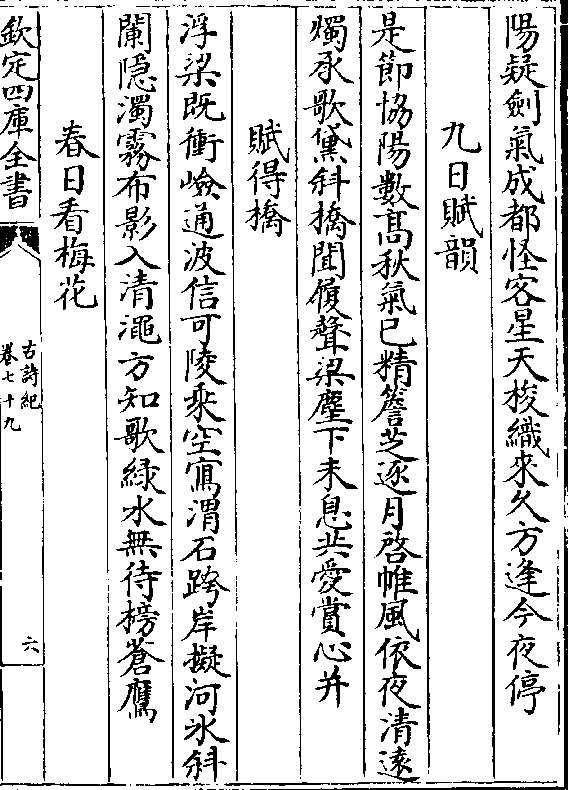 陽疑劍氣成都怪客星天梭織來久方逢今夜停
九日賦韻
是節協陽數髙秋氣已精簷芝逐月啓帷風依夜清遠
燭承歌黛斜橋聞履聲梁塵下未息共愛賞心并
賦得橋
浮梁既衝嶮通波信可陵乘空寫渭石跨岸擬河氷斜
闌隐濁霧布影入清澠方知歌緑水無待榜蒼鷹
春日看梅花
欽定四庫全書
古詩紀
卷七十九
六